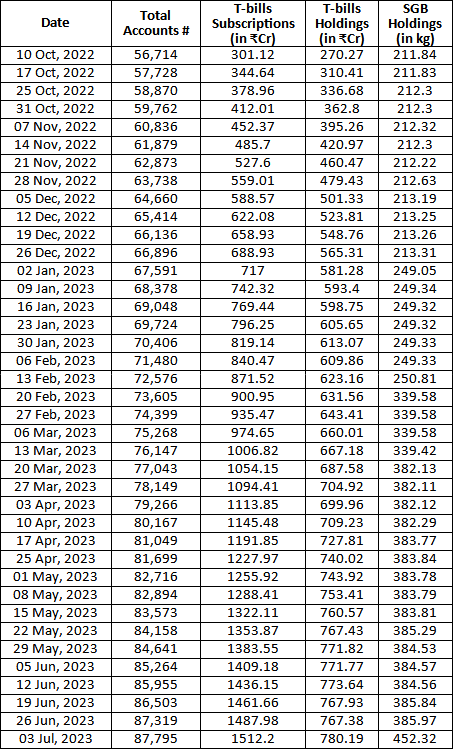 Date Total Accounts # T-bills Subscriptions (in ₹Cr) T-bills Holdings (in ₹Cr) SGB Holdings (in kg)
10 Oct, 2022 56,714 301.12 270.27 211.84
17 Oct, 2022 57,728 344.64 310.41 211.83
25 Oct, 2022 58,870 378.96 336.68 212.3
31 Oct, 2022 59,762 412.01 362.8 212.3
07 Nov, 2022 60,836 452.37 395.26 212.32
14 Nov, 2022 61,879 485.7 420.97 212.3
21 Nov, 2022 62,873 527.6 460.47 212.22
28 Nov, 2022 63,738 559.01 479.43 212.63
05 Dec, 2022 64,660 588.57 501.33 213.19
12 Dec, 2022 65,414 622.08 523.81 213.25
19 Dec, 2022 66,136 658.93 548.76 213.26
26 Dec, 2022 66,896 688.93 565.31 213.31
02 Jan, 2023 67,591 717 581.28 249.05
09 Jan, 2023 68,378 742.32 593.4 249.34
16 Jan, 2023 69,048 769.44 598.75 249.32
23 Jan, 2023 69,724 796.25 605.65 249.32
30 Jan, 2023 70,406 819.14 613.07 249.33
06 Feb, 2023 71,480 840.47 609.86 249.33
13 Feb, 2023 72,576 871.52 623.16 250.81
20 Feb, 2023 73,605 900.95 631.56 339.58
27 Feb, 2023 74,399 935.47 643.41 339.58
06 Mar, 2023 75,268 974.65 660.01 339.58
13 Mar, 2023 76,147 1006.82 667.18 339.42
20 Mar, 2023 77,043 1054.15 687.58 382.13
27 Mar, 2023 78,149 1094.41 704.92 382.11
03 Apr, 2023 79,266 1113.85 699.96 382.12
10 Apr, 2023 80,167 1145.48 709.23 382.29
17 Apr, 2023 81,049 1191.85 727.81 383.77
25 Apr, 2023 81,699 1227.97 740.02 383.84
01 May, 2023 82,716 1255.92 743.92 383.78
08 May, 2023 82,894 1288.41 753.41 383.79
15 May, 2023 83,573 1322.11 760.57 383.81
22 May, 2023 84,158 1353.87 767.43 385.29
29 May, 2023 84,641 1383.55 771.82 384.53
05 Jun, 2023 85,264 1409.18 771.77 384.57
12 Jun, 2023 85,955 1436.15 773.64 384.56
19 Jun, 2023 86,503 1461.66 767.93 385.84
26 Jun, 2023 87,319 1487.98 767.38 385.97
03 Jul, 2023 87,795 1512.2 780.19 452.32